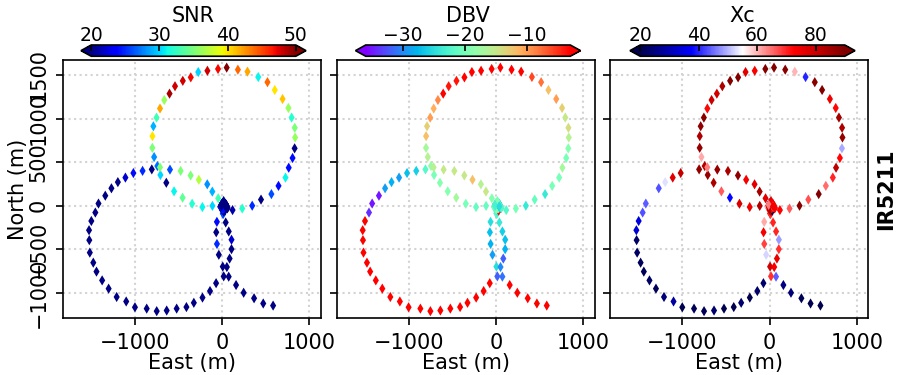 SNR DBV Xc
20 30 40 50 −30 −20 −10 20 40 60 80
North (m)
1500
1000
500
0
−500
−1000
IR5211
−1000 0 1000 −1000 0 1000 −1000 0 1000
East (m) East (m) East (m)